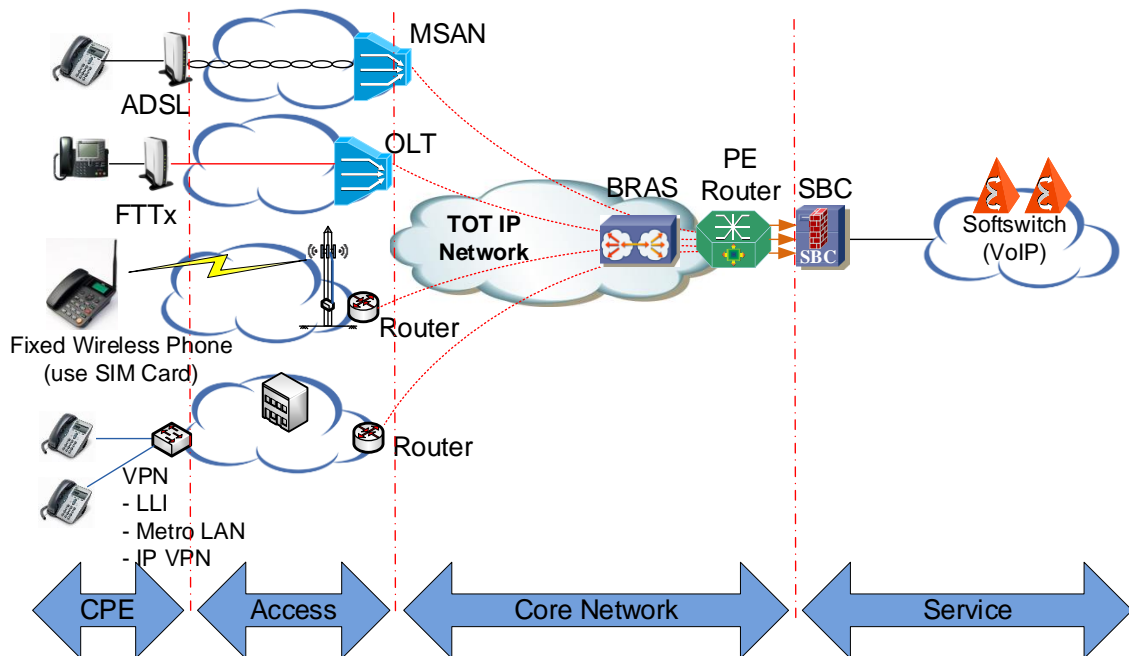 MSAN
ADSL
OLT
FTTx
TOT IP
Network
BRAS
PE
Router
SBC
SBC
Softswitch
(VoIP)
Router
Fixed Wireless Phone
(use SIM Card)
Router
VPN
- LLI
- Metro LAN
- IP VPN
CPE
Access
Core Network
Service